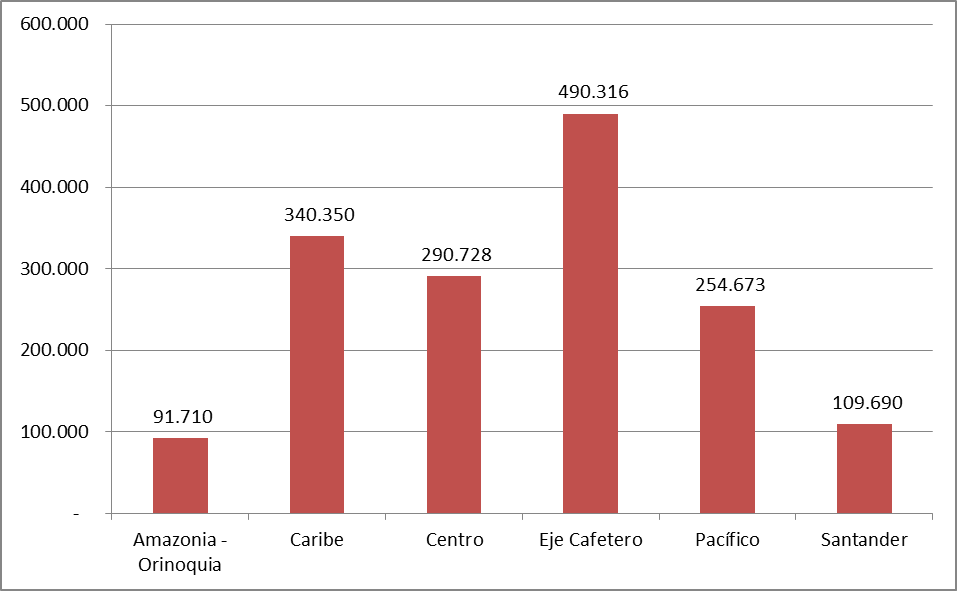 600.000
500.000
400.000
300.000
200.000
100.000
-
91.710
340.350
290.728
490.316
254.673
109.690
Amazonia -
Orinoquia
Caribe
Centro
Eje Cafetero
Pacífico
Santander